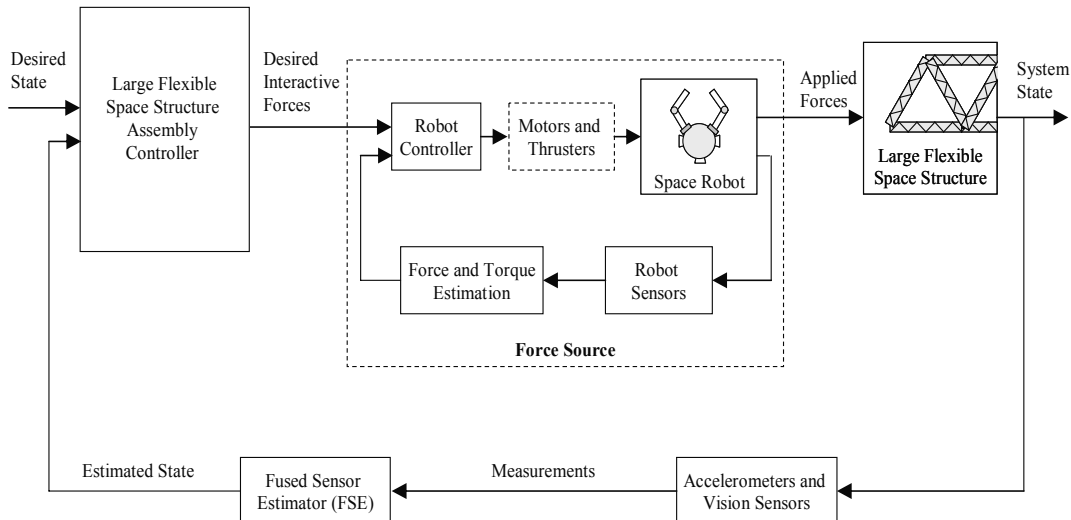 Desired
State
Large Flexible
Space Structure
Assembly
Controller
Desired
Interactive
Forces
Robot
Controller
Motors and
Thrusters
Space Robot
Applied
Forces
Large Flexible
Space Structure
System
State
Force and Torque
Estimation
Robot
Sensors
Force Source
Estimated State
Fused Sensor
Estimator (FSE)
Measurements
Accelerometers and
Vision Sensors